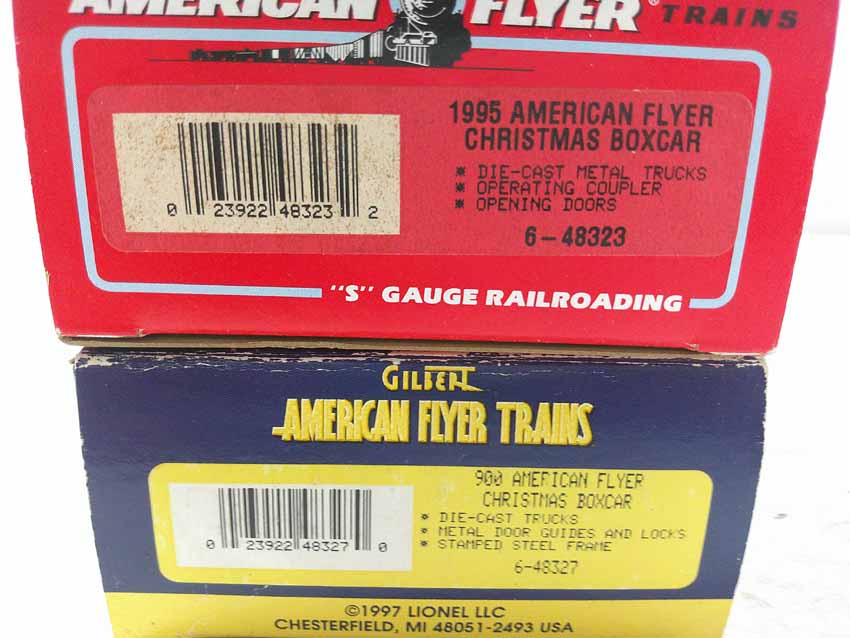 AMERICAN FLYER ® TRAINS
1995 AMERICAN FLYER
CHRISTMAS BOXCAR
* DIE-CAST METAL TRUCKS
* OPERATING COUPLER
* OPENING DOORS
6-48323
0 23922 48323 2
"S" GAUGE RAILROADING
GILBERT
AMERICAN FLYER TRAINS
900 AMERICAN FLYER
CHRISTMAS BOXCAR
* DIE-CAST TRUCKS
* METAL DOOR GUIDES AND LOCKS
* STAMPED STEEL FRAME
6-48327
0 23922 48327 0
©1997 LIONEL LLC
CHESTERFIELD, MI 48051-2493 USA